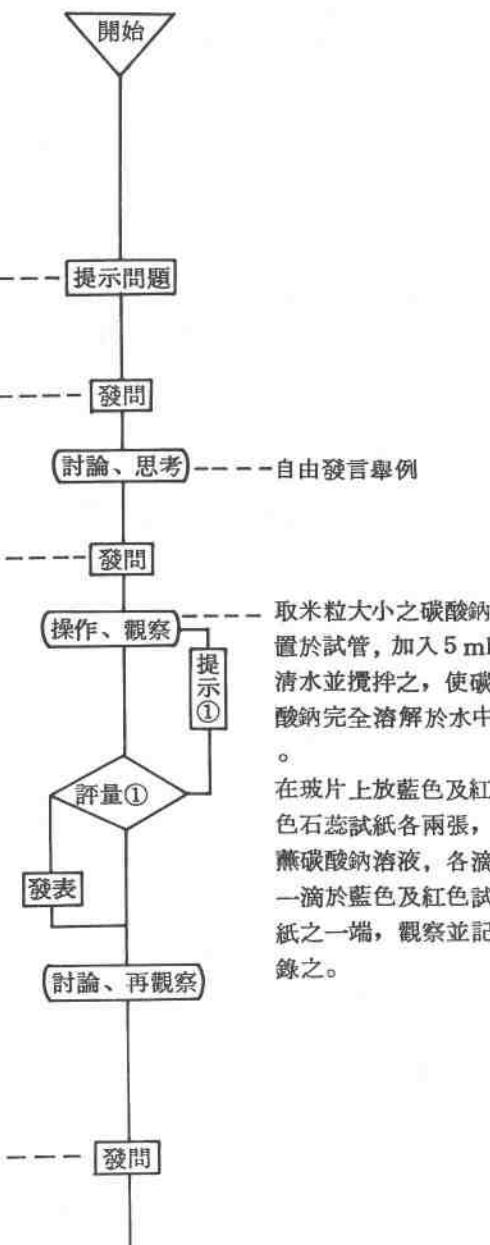 開始
提示問題
發問
討論、思考
自由發言舉例
發問
操作、觀察
提示①
取米粒大小之碳酸鈉
置於試管,加入5 ml
清水並攪拌之,使碳
酸鈉完全溶解於水中
。
在玻片上放藍色及紅
色石蕊試紙各兩張,
蘸碳酸鈉溶液,各滴
一滴於藍色及紅色試
紙之一端,觀察並記
錄之。
評量①
發表
討論、再觀察
發問